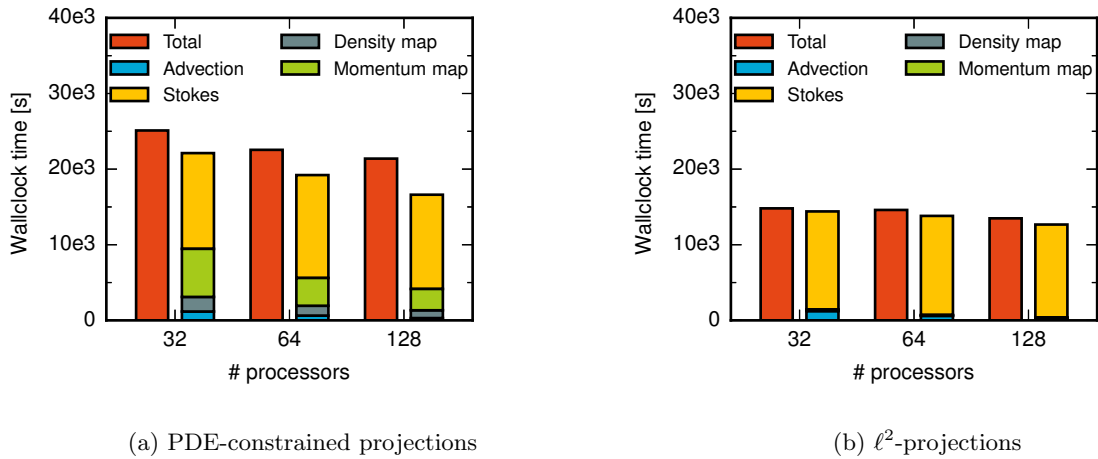 40e3
30e3
20e3
10e3
0
Wallclock time [s]
Total
Advection
Stokes
Density map
Momentum map
32 64 128
# processors
(a) PDE-constrained projections
40e3
30e3
20e3
10e3
0
Wallclock time [s]
Total
Advection
Stokes
Density map
Momentum map
32 64 128
# processors
(b) ℓ²-projections